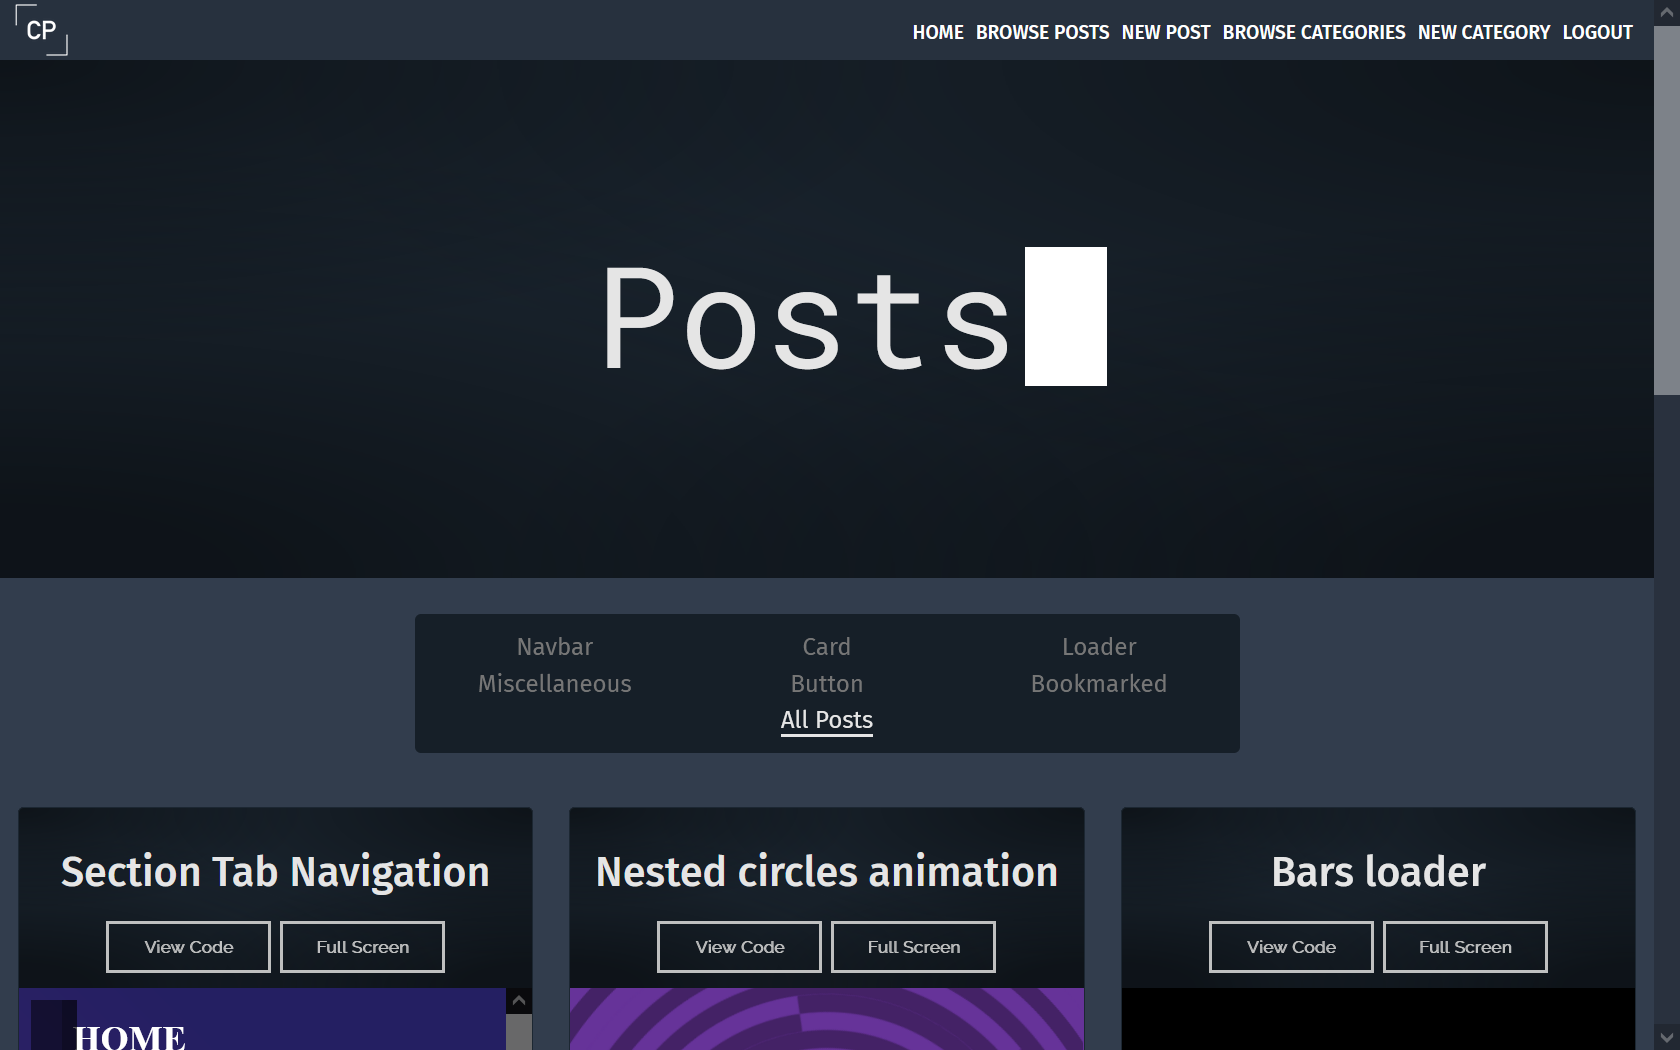 CP
HOME BROWSE POSTS NEW POST BROWSE CATEGORIES NEW CATEGORY LOGOUT
Posts
Navbar Card Loader
Miscellaneous Button Bookmarked
All Posts
Section Tab Navigation Nested circles animation Bars loader
View Code Full Screen View Code Full Screen View Code Full Screen
HOME